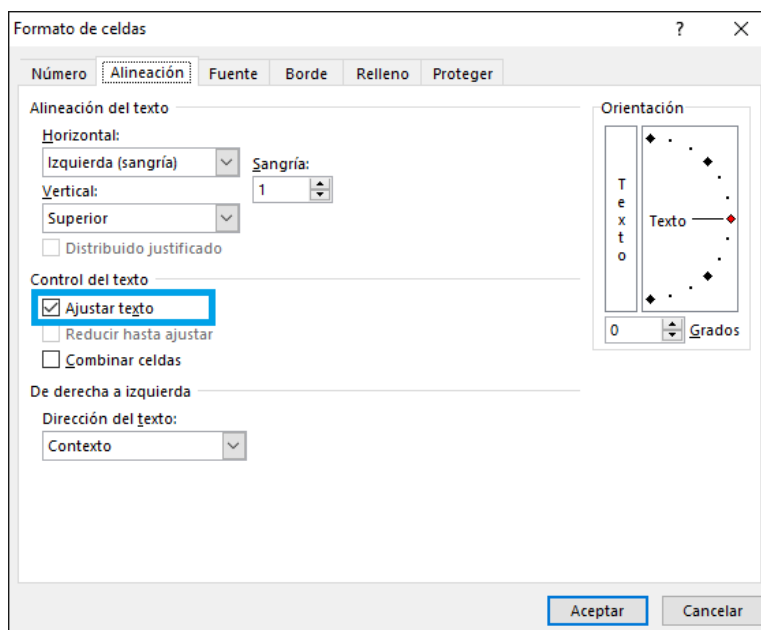 Formato de celdas
Número Alineación Fuente Borde Relleno Proteger
Alineación del texto
Horizontal:
Izquierda (sangría)
Sangría:
1
Vertical:
Superior
Distribuido justificado
Control del texto
Ajustar texto
Reducir hasta ajustar
Combinar celdas
De derecha a izquierda
Dirección del texto:
Contexto
Orientación
Texto
Texto
0 Grados
Aceptar Cancelar